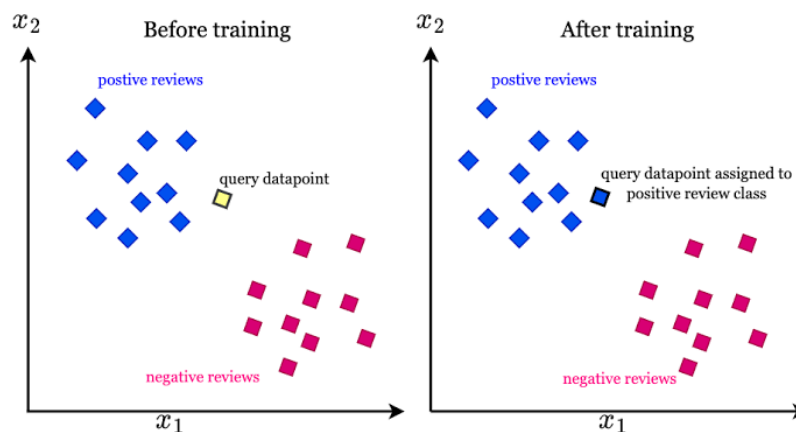 x₂
Before training
postive reviews
query datapoint
negative reviews
x₁
x₂
After training
postive reviews
query datapoint assigned to
positive review class
negative reviews
x₁